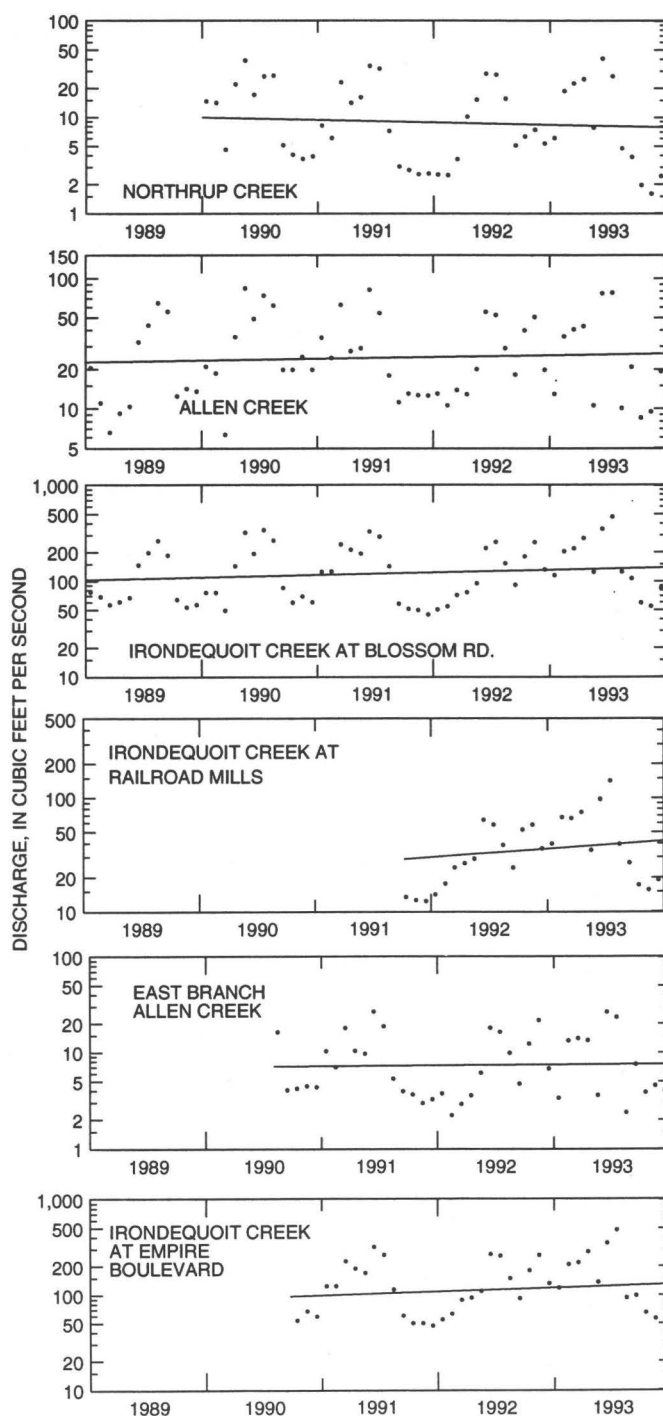 100
50
20
10
5
2
1
NORTHRUP CREEK
1989 1990 1991 1992 1993
150
100
50
20
10
5
ALLEN CREEK
1989 1990 1991 1992 1993
DISCHARGE, IN CUBIC FEET PER SECOND
1,000
500
200
100
50
20
10
IRONDEQUOIT CREEK AT BLOSSOM RD.
1989 1990 1991 1992 1993
500
200
100
50
20
10
IRONDEQUOIT CREEK AT
RAILROAD MILLS
1989 1990 1991 1992 1993
100
50
20
10
5
2
1
EAST BRANCH
ALLEN CREEK
1989 1990 1991 1992 1993
1,000
500
200
100
50
20
10
IRONDEQUOIT CREEK
AT EMPIRE
BOULEVARD
1989 1990 1991 1992 1993